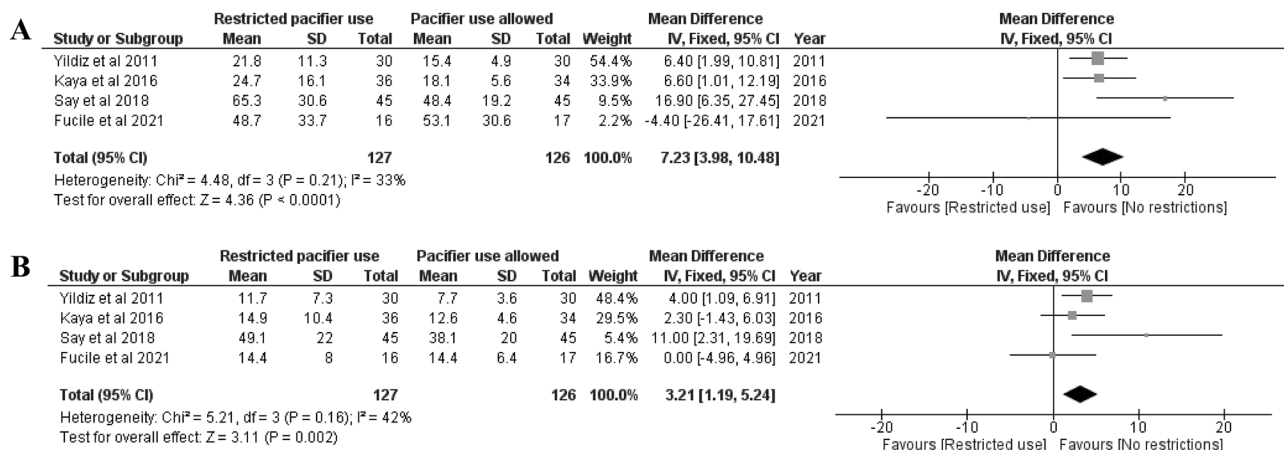 A
Restricted pacifier use Pacifier use allowed Mean Difference Mean Difference
Study or Subgroup Mean SD Total Mean SD Total Weight IV, Fixed, 95% CI Year IV, Fixed, 95% CI
Yildiz et al 2011 21.8 11.3 30 15.4 4.9 30 54.4% 6.40 [1.99, 10.81] 2011
Kaya et al 2016 24.7 16.1 36 18.1 5.6 34 33.9% 6.60 [1.01, 12.19] 2016
Say et al 2018 65.3 30.6 45 48.4 19.2 45 9.5% 16.90 [6.35, 27.45] 2018
Fucile et al 2021 48.7 33.7 16 53.1 30.6 17 2.2% -4.40 [-26.41, 17.61] 2021
Total (95% CI) 127 126 100.0% 7.23 [3.98, 10.48]
Heterogeneity: Chi² = 4.48, df = 3 (P = 0.21); I² = 33%
Test for overall effect: Z = 4.36 (P < 0.0001)
-20 -10 0 10 20
Favours [Restricted use] Favours [No restrictions]
B
Restricted pacifier use Pacifier use allowed Mean Difference Mean Difference
Study or Subgroup Mean SD Total Mean SD Total Weight IV, Fixed, 95% CI Year IV, Fixed, 95% CI
Yildiz et al 2011 11.7 7.3 30 7.7 3.6 30 48.4% 4.00 [1.09, 6.91] 2011
Kaya et al 2016 14.9 10.4 36 12.6 4.6 34 29.5% 2.30 [-1.43, 6.03] 2016
Say et al 2018 49.1 22 45 38.1 20 45 5.4% 11.00 [2.31, 19.69] 2018
Fucile et al 2021 14.4 8 16 14.4 6.4 17 16.7% 0.00 [-4.96, 4.96] 2021
Total (95% CI) 127 126 100.0% 3.21 [1.19, 5.24]
Heterogeneity: Chi² = 5.21, df = 3 (P = 0.16); I² = 42%
Test for overall effect: Z = 3.11 (P = 0.002)
-20 -10 0 10 20
Favours [Restricted use] Favours [No restrictions]